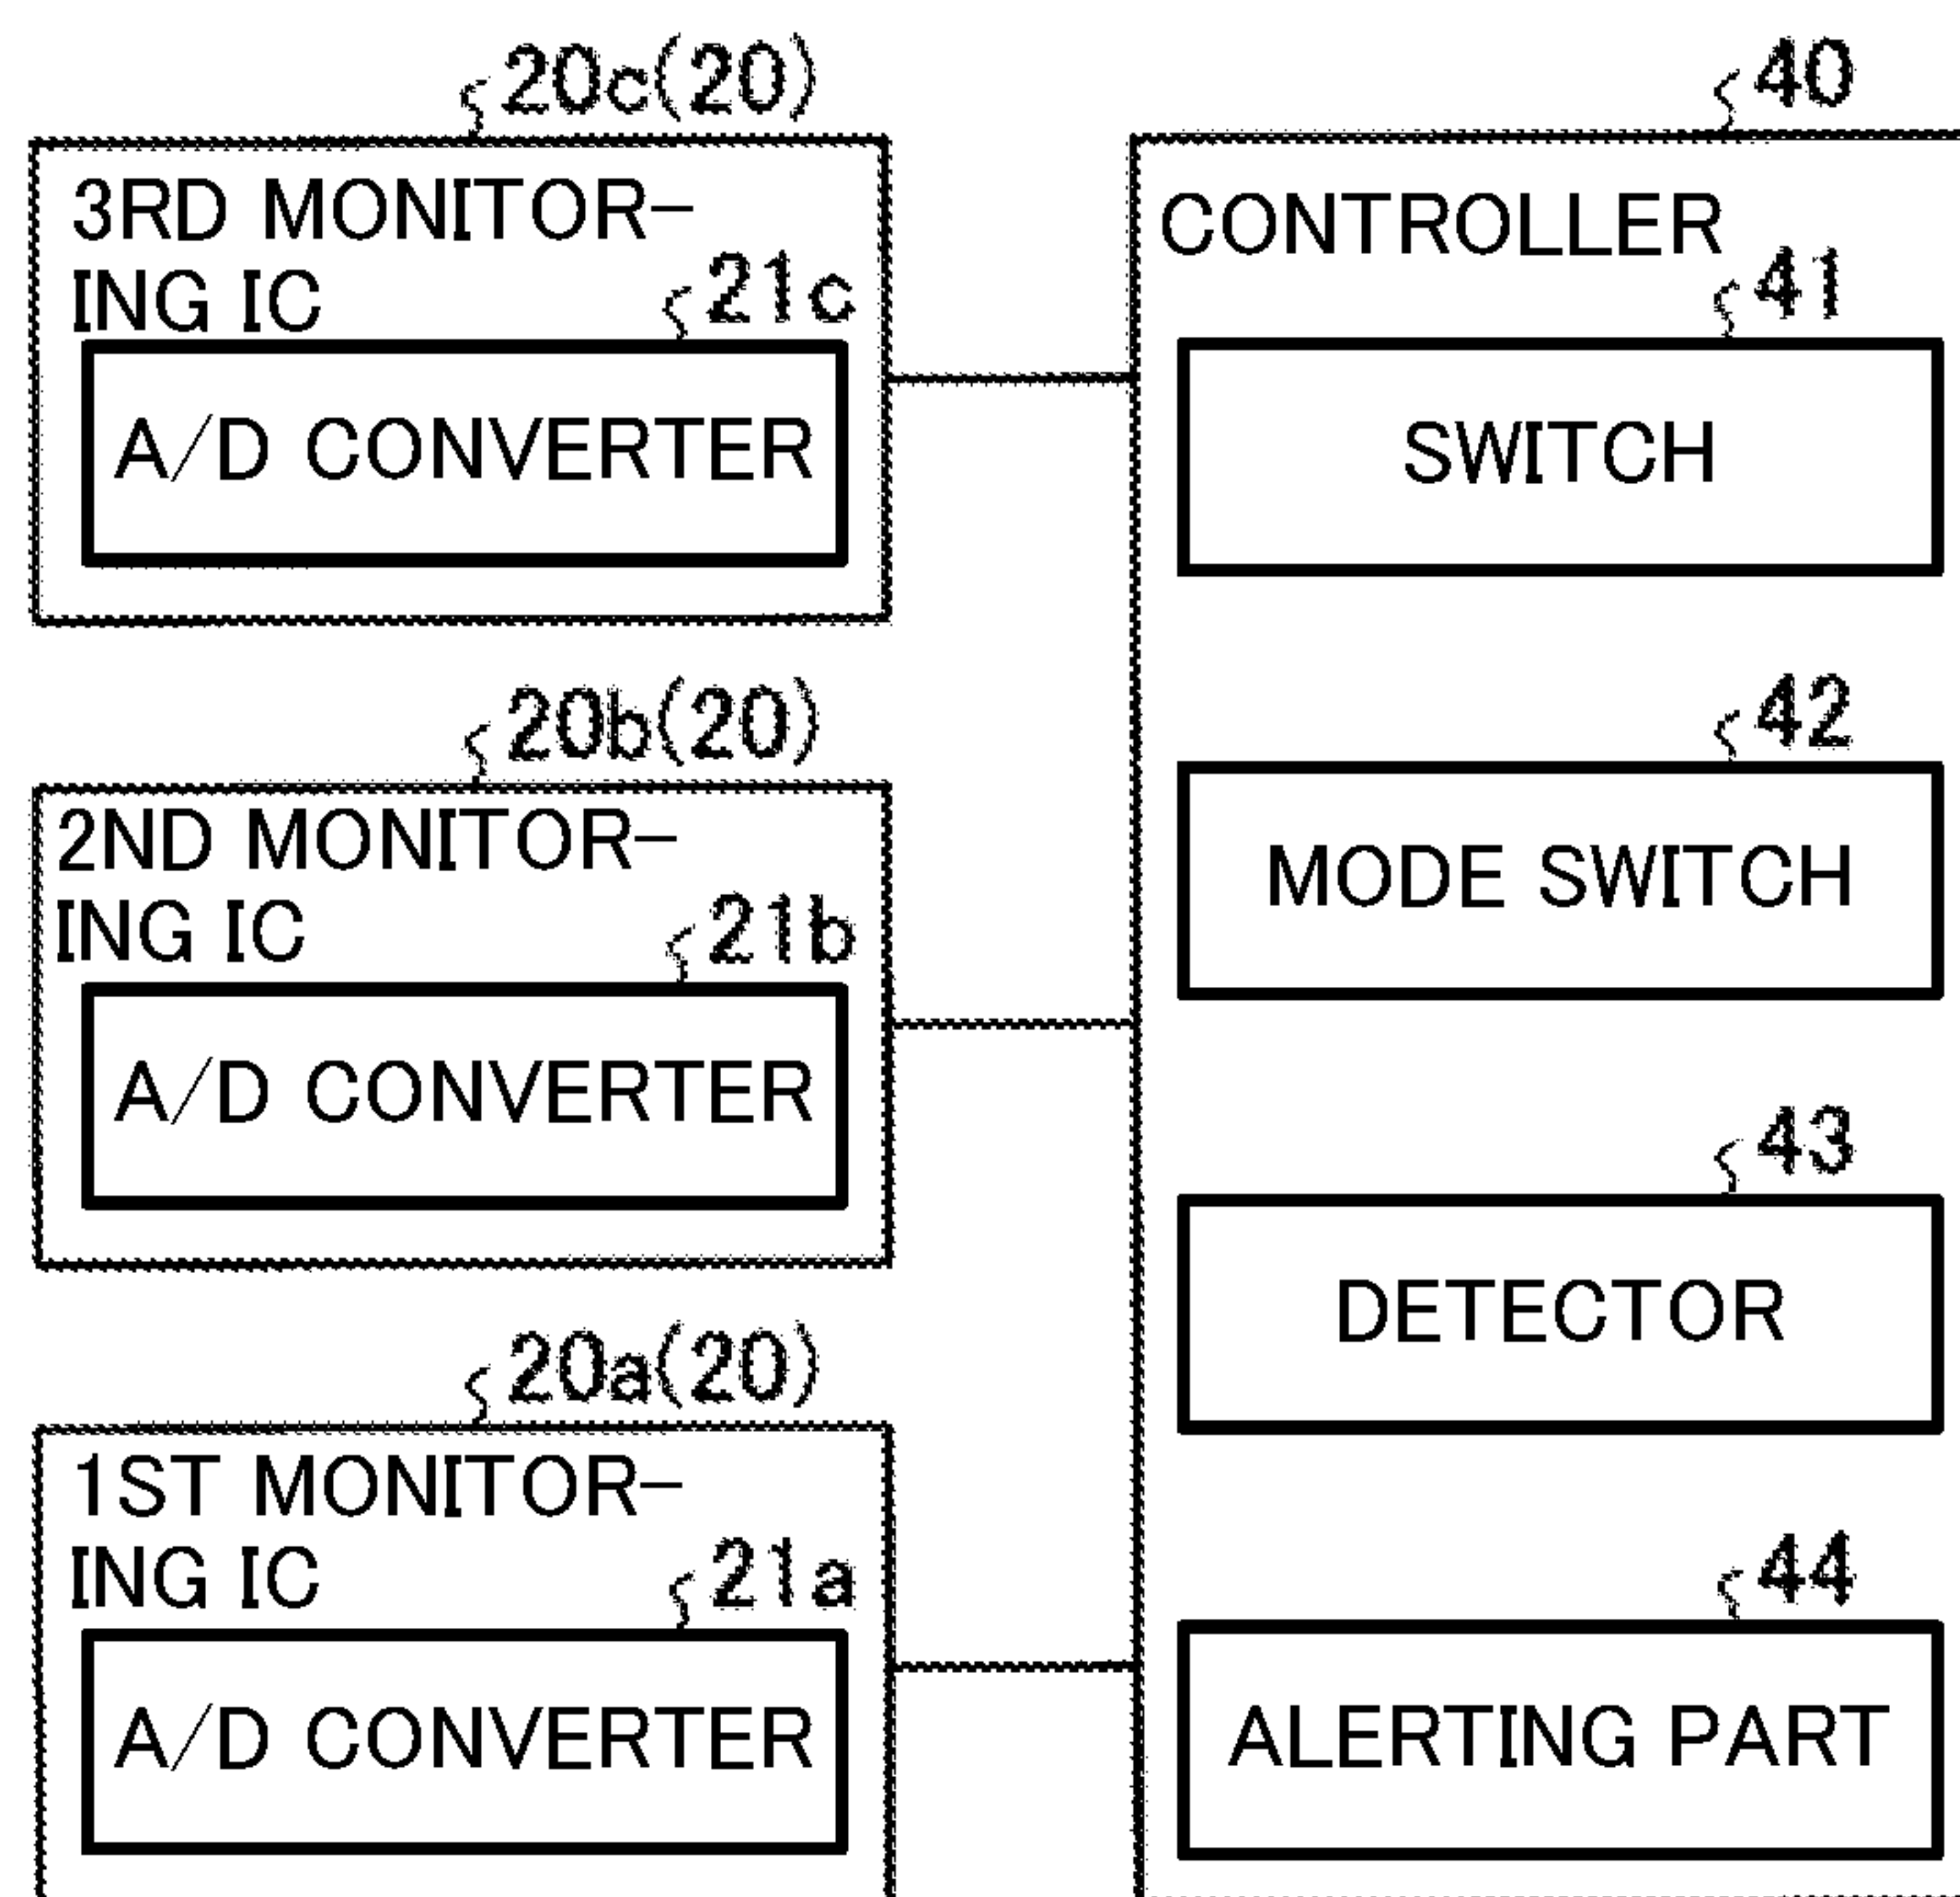 20c(20)
3RD MONITOR-
ING IC
21c
A/D CONVERTER
20b(20)
2ND MONITOR-
ING IC
21b
A/D CONVERTER
20a(20)
1ST MONITOR-
ING IC
21a
A/D CONVERTER
40
CONTROLLER
41
SWITCH
42
MODE SWITCH
43
DETECTOR
44
ALERTING PART